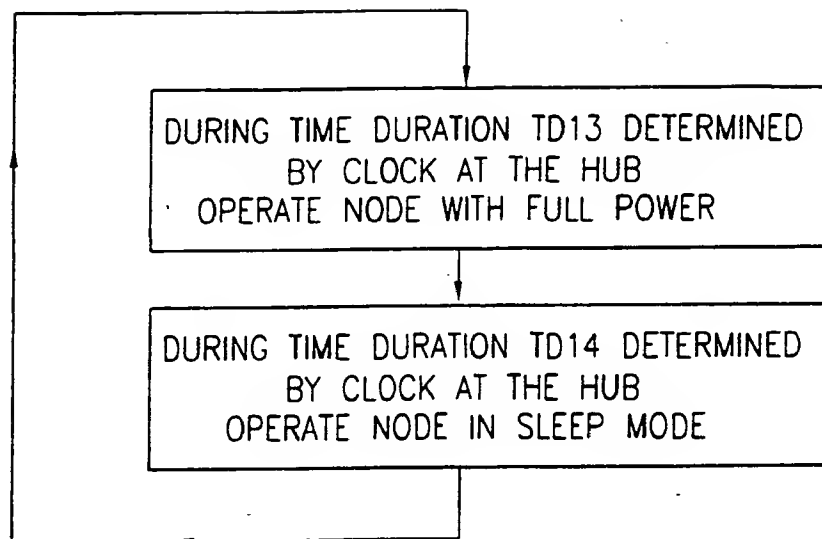 DURING TIME DURATION TD13 DETERMINED
BY CLOCK AT THE HUB
OPERATE NODE WITH FULL POWER
DURING TIME DURATION TD14 DETERMINED
BY CLOCK AT THE HUB
OPERATE NODE IN SLEEP MODE